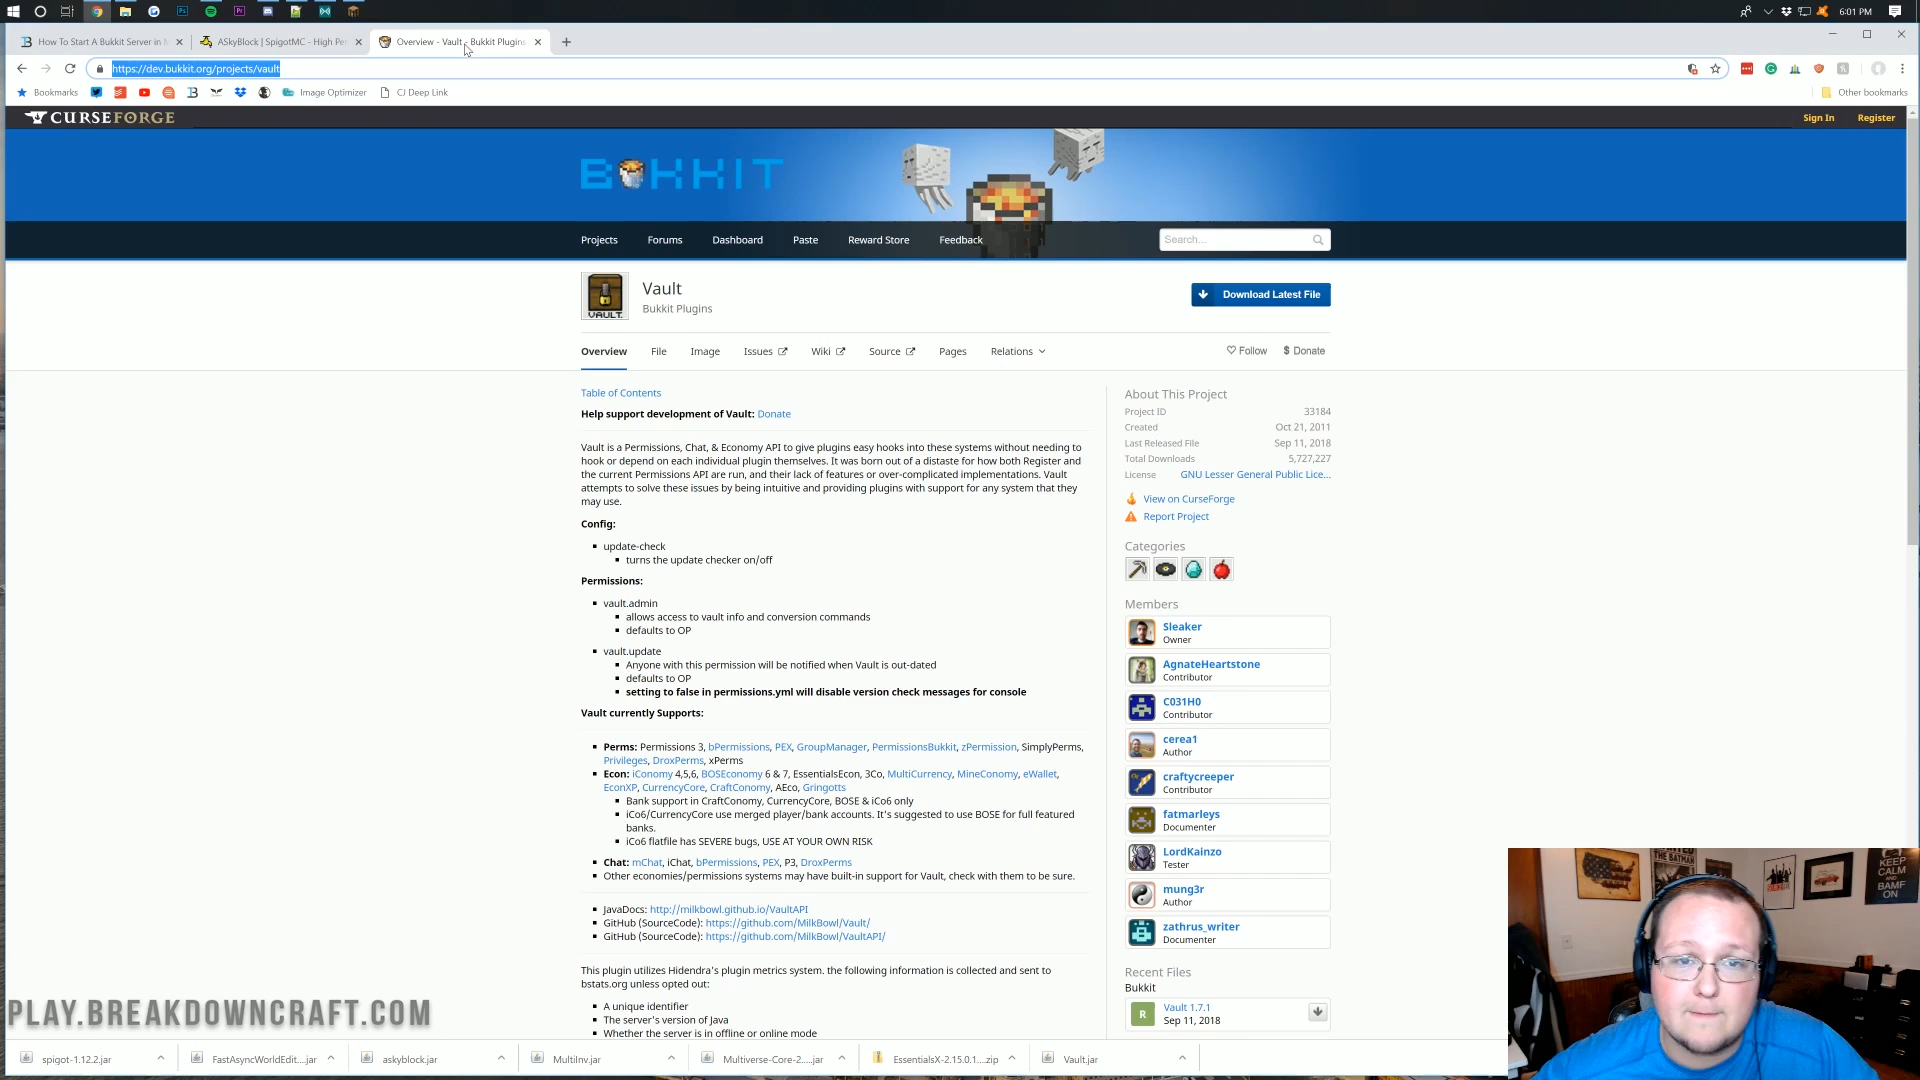 6:01 PM
How To Start A Bukkit Server in
ASkyBlock | SpigotMC - High Per
Overview - Vault - Bukkit Plugins
https://dev.bukkit.org/projects/vault
Bookmarks
Image Optimizer
CJ Deep Link
Other bookmarks
CURSEFORGE
Sign In
Register
BUKKIT
Projects
Forums
Dashboard
Paste
Reward Store
Feedback
Search...
VAULT
Vault
Bukkit Plugins
Download Latest File
Overview
File
Image
Issues
Wiki
Source
Pages
Relations
Follow
$ Donate
Table of Contents
Help support development of Vault: Donate
Vault is a Permissions, Chat, & Economy API to give plugins easy hooks into these systems without needing to
hook or depend on each individual plugin themselves. It was born out of a distaste for how both Register and
the current Permissions API are run, and their lack of features or over-complicated implementations. Vault
attempts to solve these issues by being intuitive and providing plugins with support for any system that they
may use.
Config:
update-check
turns the update checker on/off
Permissions:
vault.admin
allows access to vault info and conversion commands
defaults to OP
vault.update
Anyone with this permission will be notified when Vault is out-dated
defaults to OP
setting to false in permissions.yml will disable version check messages for console
Vault currently Supports:
Perms: Permissions 3, bPermissions, PEX, GroupManager, PermissionsBukkit, zPermission, SimplyPerms,
Privileges, DroxPerms, xPerms
Econ: iConomy 4,5,6, BOSEconomy 6 & 7, EssentialsEcon, 3Co, MultiCurrency, MineConomy, eWallet,
EconXP, CurrencyCore, CraftConomy, AEco, Gringotts
Bank support in CraftConomy, CurrencyCore, BOSE & iCo6 only
iCo6/CurrencyCore use merged player/bank accounts. It's suggested to use BOSE for full featured
banks.
iCo6 flatfile has SEVERE bugs, USE AT YOUR OWN RISK
Chat: mChat, iChat, bPermissions, PEX, P3, DroxPerms
Other economies/permissions systems may have built-in support for Vault, check with them to be sure.
JavaDocs: http://milkbowl.github.io/VaultAPI
GitHub (SourceCode): https://github.com/MilkBowl/Vault/
GitHub (SourceCode): https://github.com/MilkBowl/VaultAPI/
This plugin utilizes Hidendra's plugin metrics system. the following information is collected and sent to
bstats.org unless opted out:
A unique identifier
The server's version of Java
Whether the server is in offline or online mode
About This Project
Project ID 33184
Created Oct 21, 2011
Last Released File Sep 11, 2018
Total Downloads 5,727,227
License GNU Lesser General Public Lice...
View on CurseForge
Report Project
Categories
Members
Sleaker
Owner
AgnateHeartstone
Contributor
C031H0
Contributor
cerea1
Author
craftycreeper
Contributor
fatmarleys
Documenter
LordKainzo
Tester
mung3r
Author
zathrus_writer
Documenter
Recent Files
Bukkit
R
Vault 1.7.1
Sep 11, 2018
THE BATMAN
KEEP
CALM
AND
BAMF
ON
PLAY.BREAKDOWNCRAFT.COM
spigot-1.12.2.jar
FastAsyncWorldEdit....jar
askyblock.jar
MultiInv.jar
Multiverse-Core-2.....jar
EssentialsX-2.15.0.1....zip
Vault.jar